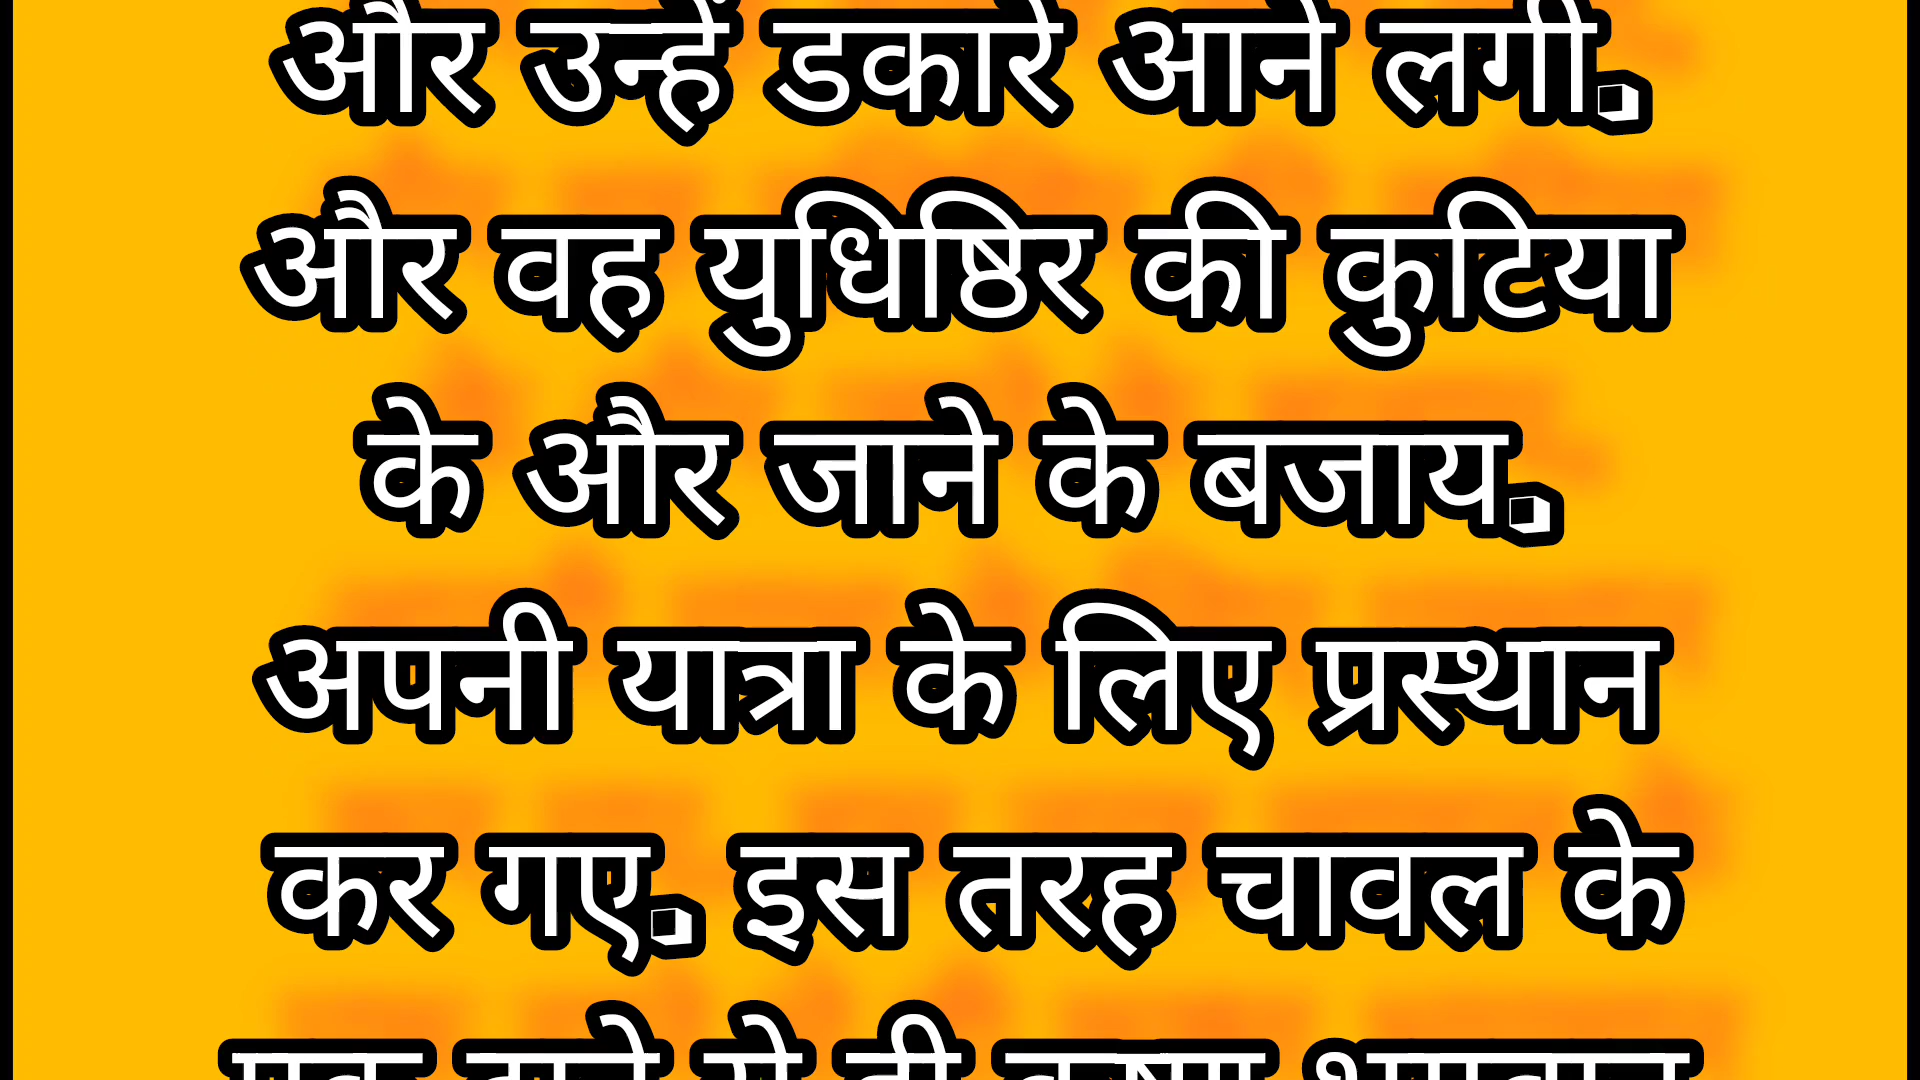 और उन्हें डकारे आने लगी.
और वह युधिष्ठिर की कुटिया
के और जाने के बजाय.
अपनी यात्रा के लिए प्रस्थान
कर गए. इस तरह चावल के